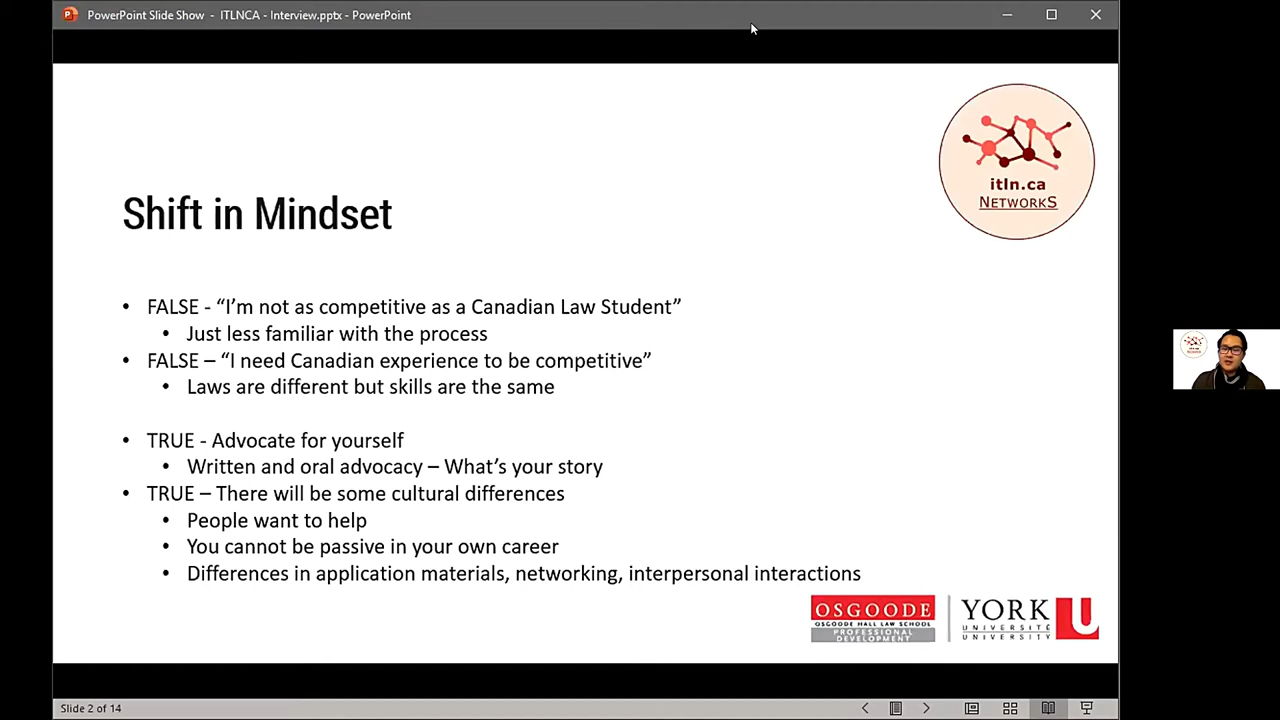 PowerPoint Slide Show - ITLNCA - Interview.pptx - PowerPoint
itln.ca
NETWORKS
Shift in Mindset
• FALSE - “I’m not as competitive as a Canadian Law Student”
• Just less familiar with the process
• FALSE – “I need Canadian experience to be competitive”
• Laws are different but skills are the same
• TRUE - Advocate for yourself
• Written and oral advocacy – What’s your story
• TRUE – There will be some cultural differences
• People want to help
• You cannot be passive in your own career
• Differences in application materials, networking, interpersonal interactions
OSGOODE
OSGOODE HALL LAW SCHOOL
PROFESSIONAL
DEVELOPMENT
YORK U
UNIVERSITÉ
UNIVERSITY
Slide 2 of 14